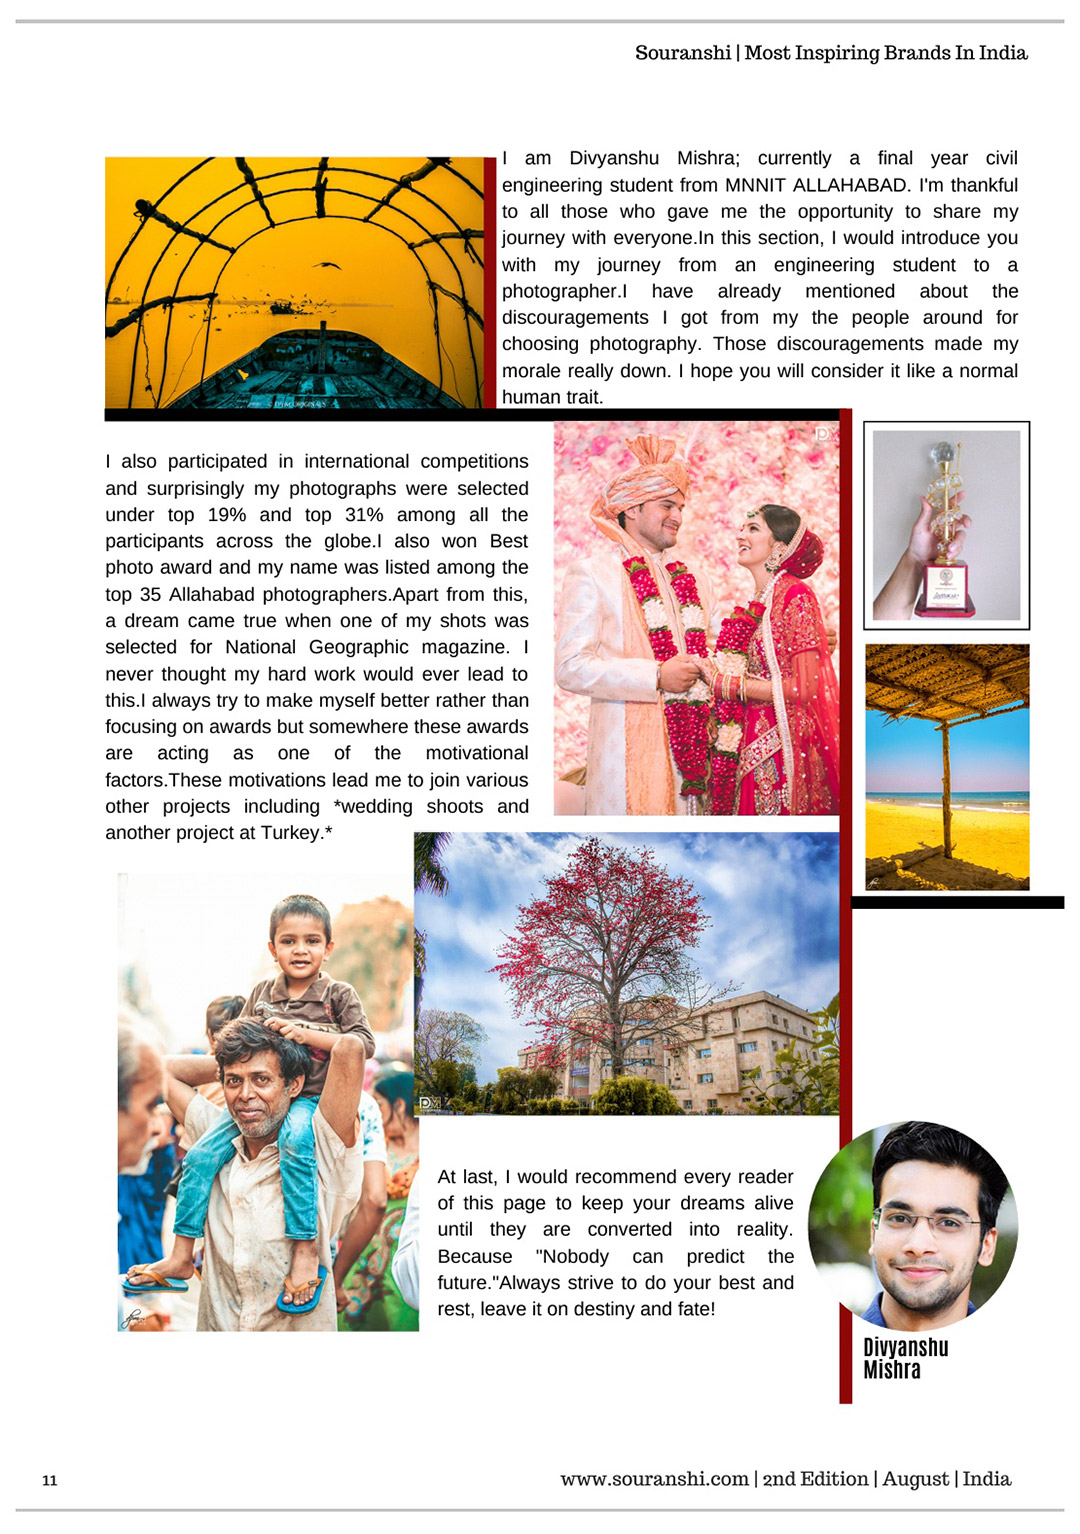 Souranshi | Most Inspiring Brands In India
I am Divyanshu Mishra; currently a final year civil
engineering student from MNNIT ALLAHABAD. I'm thankful
to all those who gave me the opportunity to share my
journey with everyone.In this section, I would introduce you
with my journey from an engineering student to a
photographer.I have already mentioned about the
discouragements I got from my the people around for
choosing photography. Those discouragements made my
morale really down. I hope you will consider it like a normal
human trait.
I also participated in international competitions
and surprisingly my photographs were selected
under top 19% and top 31% among all the
participants across the globe.I also won Best
photo award and my name was listed among the
top 35 Allahabad photographers.Apart from this,
a dream came true when one of my shots was
selected for National Geographic magazine. I
never thought my hard work would ever lead to
this.I always try to make myself better rather than
focusing on awards but somewhere these awards
are acting as one of the motivational
factors.These motivations lead me to join various
other projects including *wedding shoots and
another project at Turkey.*
DM
At last, I would recommend every reader
of this page to keep your dreams alive
until they are converted into reality.
Because "Nobody can predict the
future."Always strive to do your best and
rest, leave it on destiny and fate!
Divyanshu
Mishra
11
www.souranshi.com | 2nd Edition | August | India